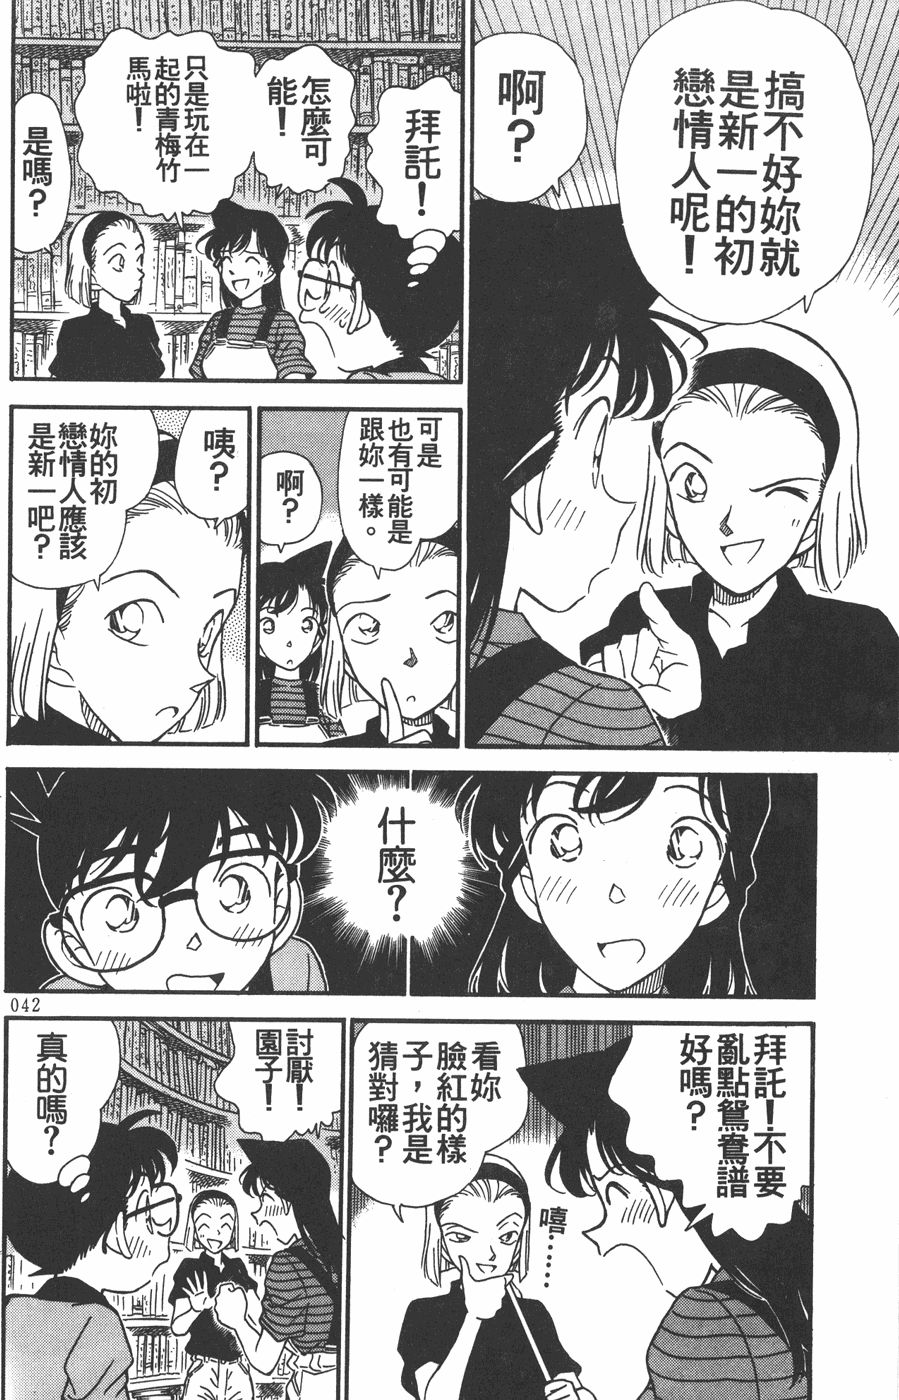 搞不好妳就
是新一的初
戀情人呢！
啊？
拜託！
怎麼可
能！
只是玩在一
起的青梅竹
馬啦！
是嗎？
可是
也有可能是
跟妳一樣。
啊？
咦？
妳的初
戀情人應該
是新一吧？
什麼？
042
拜託！不要
亂點鴛鴦譜
好嗎？
看妳
臉紅的樣
子，我是
猜對囉？
嘻……
討厭！
園子！
真的嗎？